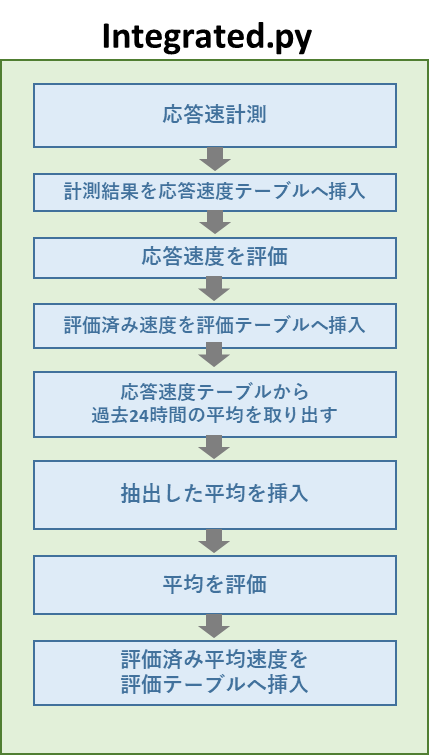 Integrated.py
応答速計測
計測結果を応答速度テーブルへ挿入
応答速度を評価
評価済み速度を評価テーブルへ挿入
応答速度テーブルから
過去24時間の平均を取り出す
抽出した平均を挿入
平均を評価
評価済み平均速度を
評価テーブルへ挿入